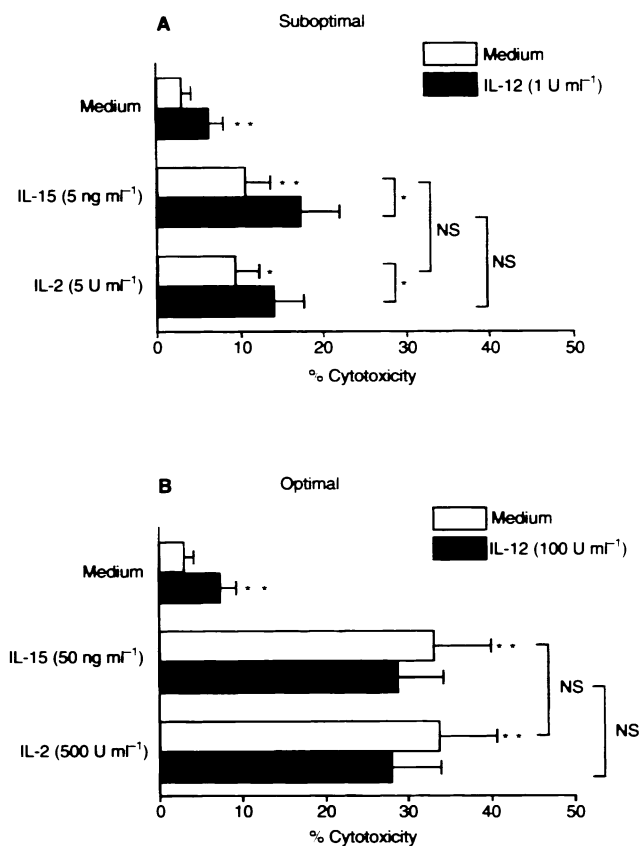 A
Suboptimal
Medium
IL-12 (1 U ml⁻¹)
Medium
* *
IL-15 (5 ng ml⁻¹)
* *
*
NS
NS
IL-2 (5 U ml⁻¹)
*
*
0 10 20 30 40 50
% Cytotoxicity
B
Optimal
Medium
IL-12 (100 U ml⁻¹)
Medium
* *
IL-15 (50 ng ml⁻¹)
* *
NS
NS
IL-2 (500 U ml⁻¹)
* *
0 10 20 30 40 50
% Cytotoxicity